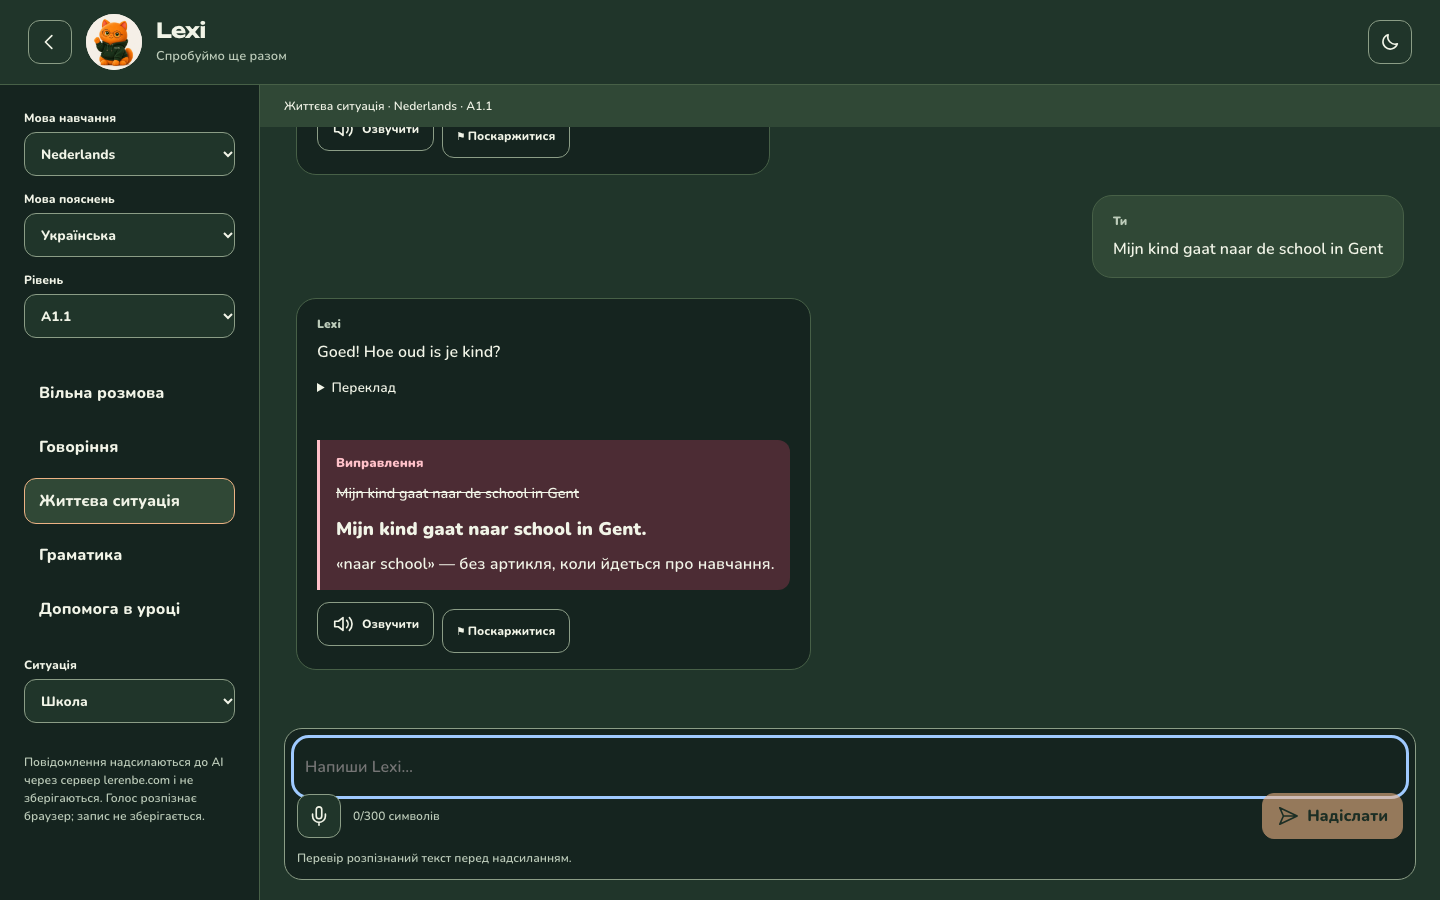 Lexi
Спробуймо ще разом
Мова навчання
Nederlands
Мова пояснень
Українська
Рівень
A1.1
Вільна розмова
Говоріння
Життєва ситуація
Граматика
Допомога в уроці
Ситуація
Школа
Повідомлення надсилаються до AI
через сервер lerenbe.com і не
зберігаються. Голос розпізнає
браузер; запис не зберігається.
Життєва ситуація · Nederlands · A1.1
Озвучити
Поскаржитися
Ти
Mijn kind gaat naar de school in Gent
Lexi
Goed! Hoe oud is je kind?
Переклад
Виправлення
Mijn kind gaat naar de school in Gent
Mijn kind gaat naar school in Gent.
«naar school» — без артикля, коли йдеться про навчання.
Озвучити
Поскаржитися
Напиши Lexi...
0/300 символів
Надіслати
Перевір розпізнаний текст перед надсиланням.